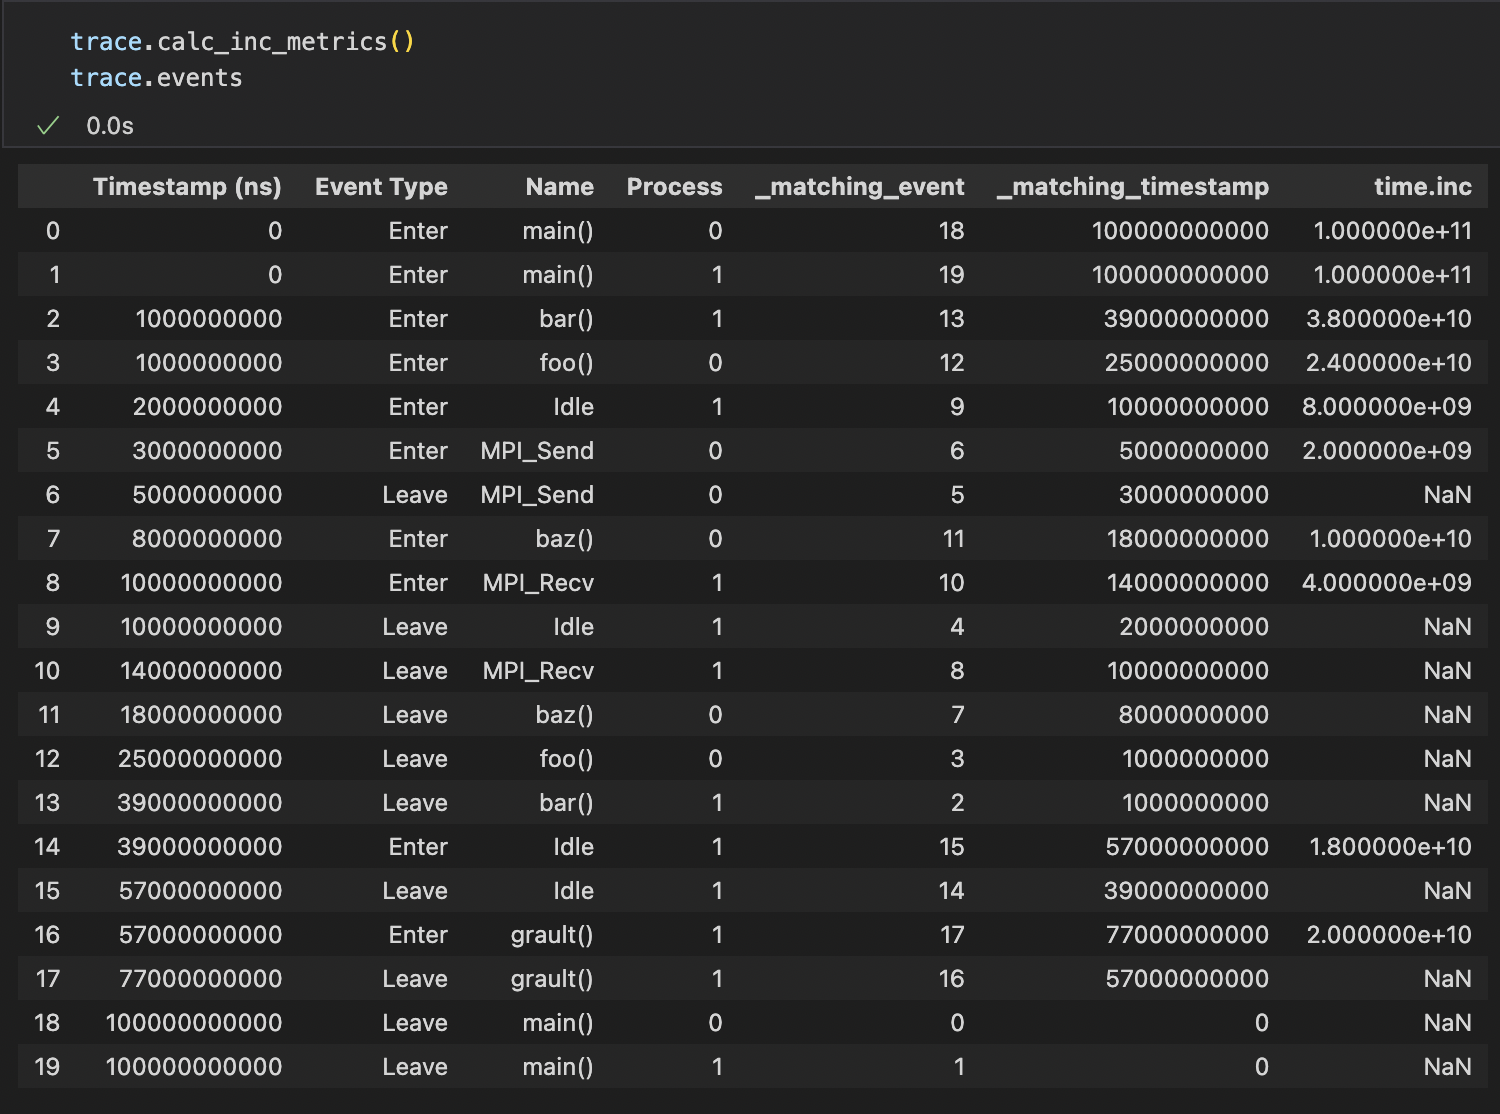 trace.calc_inc_metrics()
trace.events
0.0s
Timestamp (ns) Event Type Name Process _matching_event _matching_timestamp time.inc
0 0 Enter main() 0 18 100000000000 1.000000e+11
1 0 Enter main() 1 19 100000000000 1.000000e+11
2 1000000000 Enter bar() 1 13 39000000000 3.800000e+10
3 1000000000 Enter foo() 0 12 25000000000 2.400000e+10
4 2000000000 Enter Idle 1 9 10000000000 8.000000e+09
5 3000000000 Enter MPI_Send 0 6 5000000000 2.000000e+09
6 5000000000 Leave MPI_Send 0 5 3000000000 NaN
7 8000000000 Enter baz() 0 11 18000000000 1.000000e+10
8 10000000000 Enter MPI_Recv 1 10 14000000000 4.000000e+09
9 10000000000 Leave Idle 1 4 2000000000 NaN
10 14000000000 Leave MPI_Recv 1 8 10000000000 NaN
11 18000000000 Leave baz() 0 7 8000000000 NaN
12 25000000000 Leave foo() 0 3 1000000000 NaN
13 39000000000 Leave bar() 1 2 1000000000 NaN
14 39000000000 Enter Idle 1 15 57000000000 1.800000e+10
15 57000000000 Leave Idle 1 14 39000000000 NaN
16 57000000000 Enter grault() 1 17 77000000000 2.000000e+10
17 77000000000 Leave grault() 1 16 57000000000 NaN
18 100000000000 Leave main() 0 0 0 NaN
19 100000000000 Leave main() 1 1 0 NaN